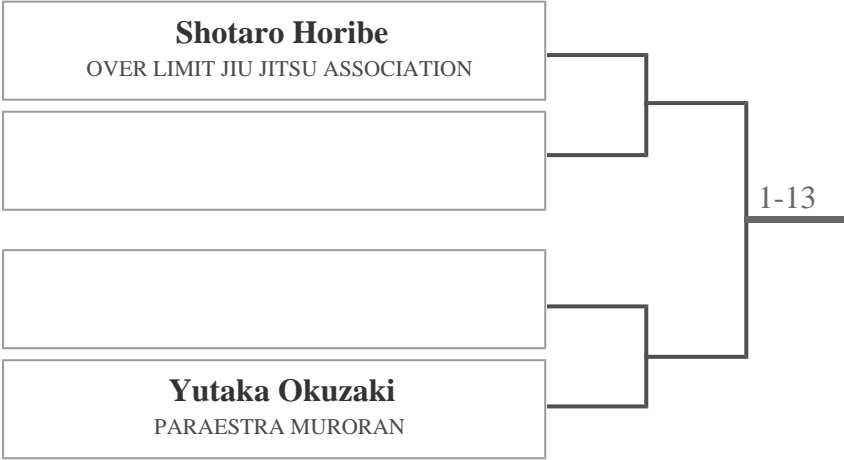 Shotaro Horibe
OVER LIMIT JIU JITSU ASSOCIATION
1-13
Yutaka Okuzaki
PARAESTRA MURORAN